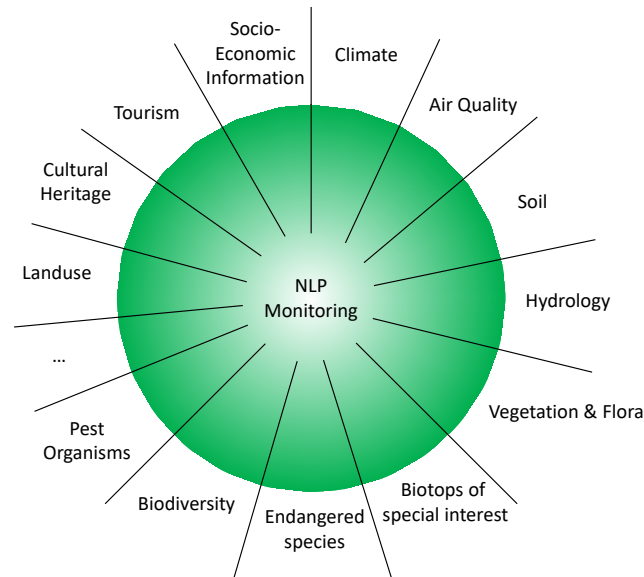 Socio-
Economic
Information
Climate
Air Quality
Soil
Hydrology
Vegetation & Flora
Biotops of
special interest
Endangered
species
Biodiversity
Pest
Organisms
...
Landuse
Cultural
Heritage
Tourism
NLP
Monitoring